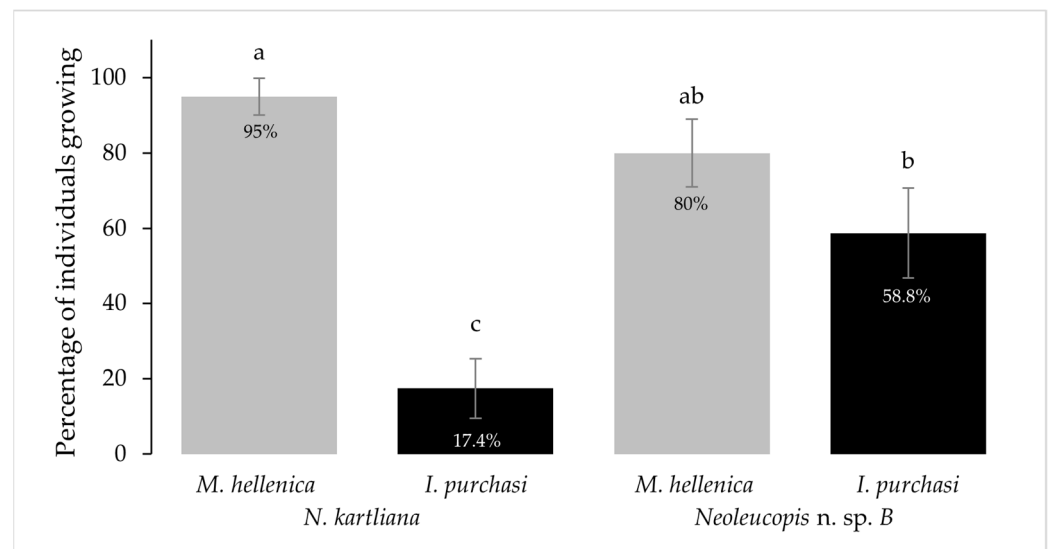 Percentage of individuals growing
100
80
60
40
20
0
a
95%
c
17.4%
ab
80%
b
58.8%
M. hellenica I. purchasi M. hellenica I. purchasi
N. kartliana Neoleucopis n. sp. B